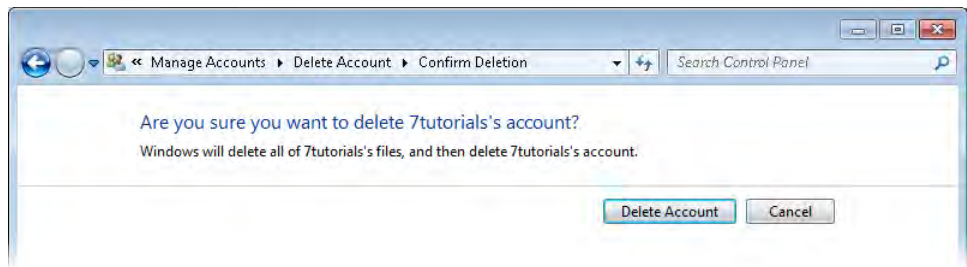 « Manage Accounts ▸ Delete Account ▸ Confirm Deletion Search Control Panel
Are you sure you want to delete 7tutorials's account?
Windows will delete all of 7tutorials's files, and then delete 7tutorials's account.
Delete Account Cancel